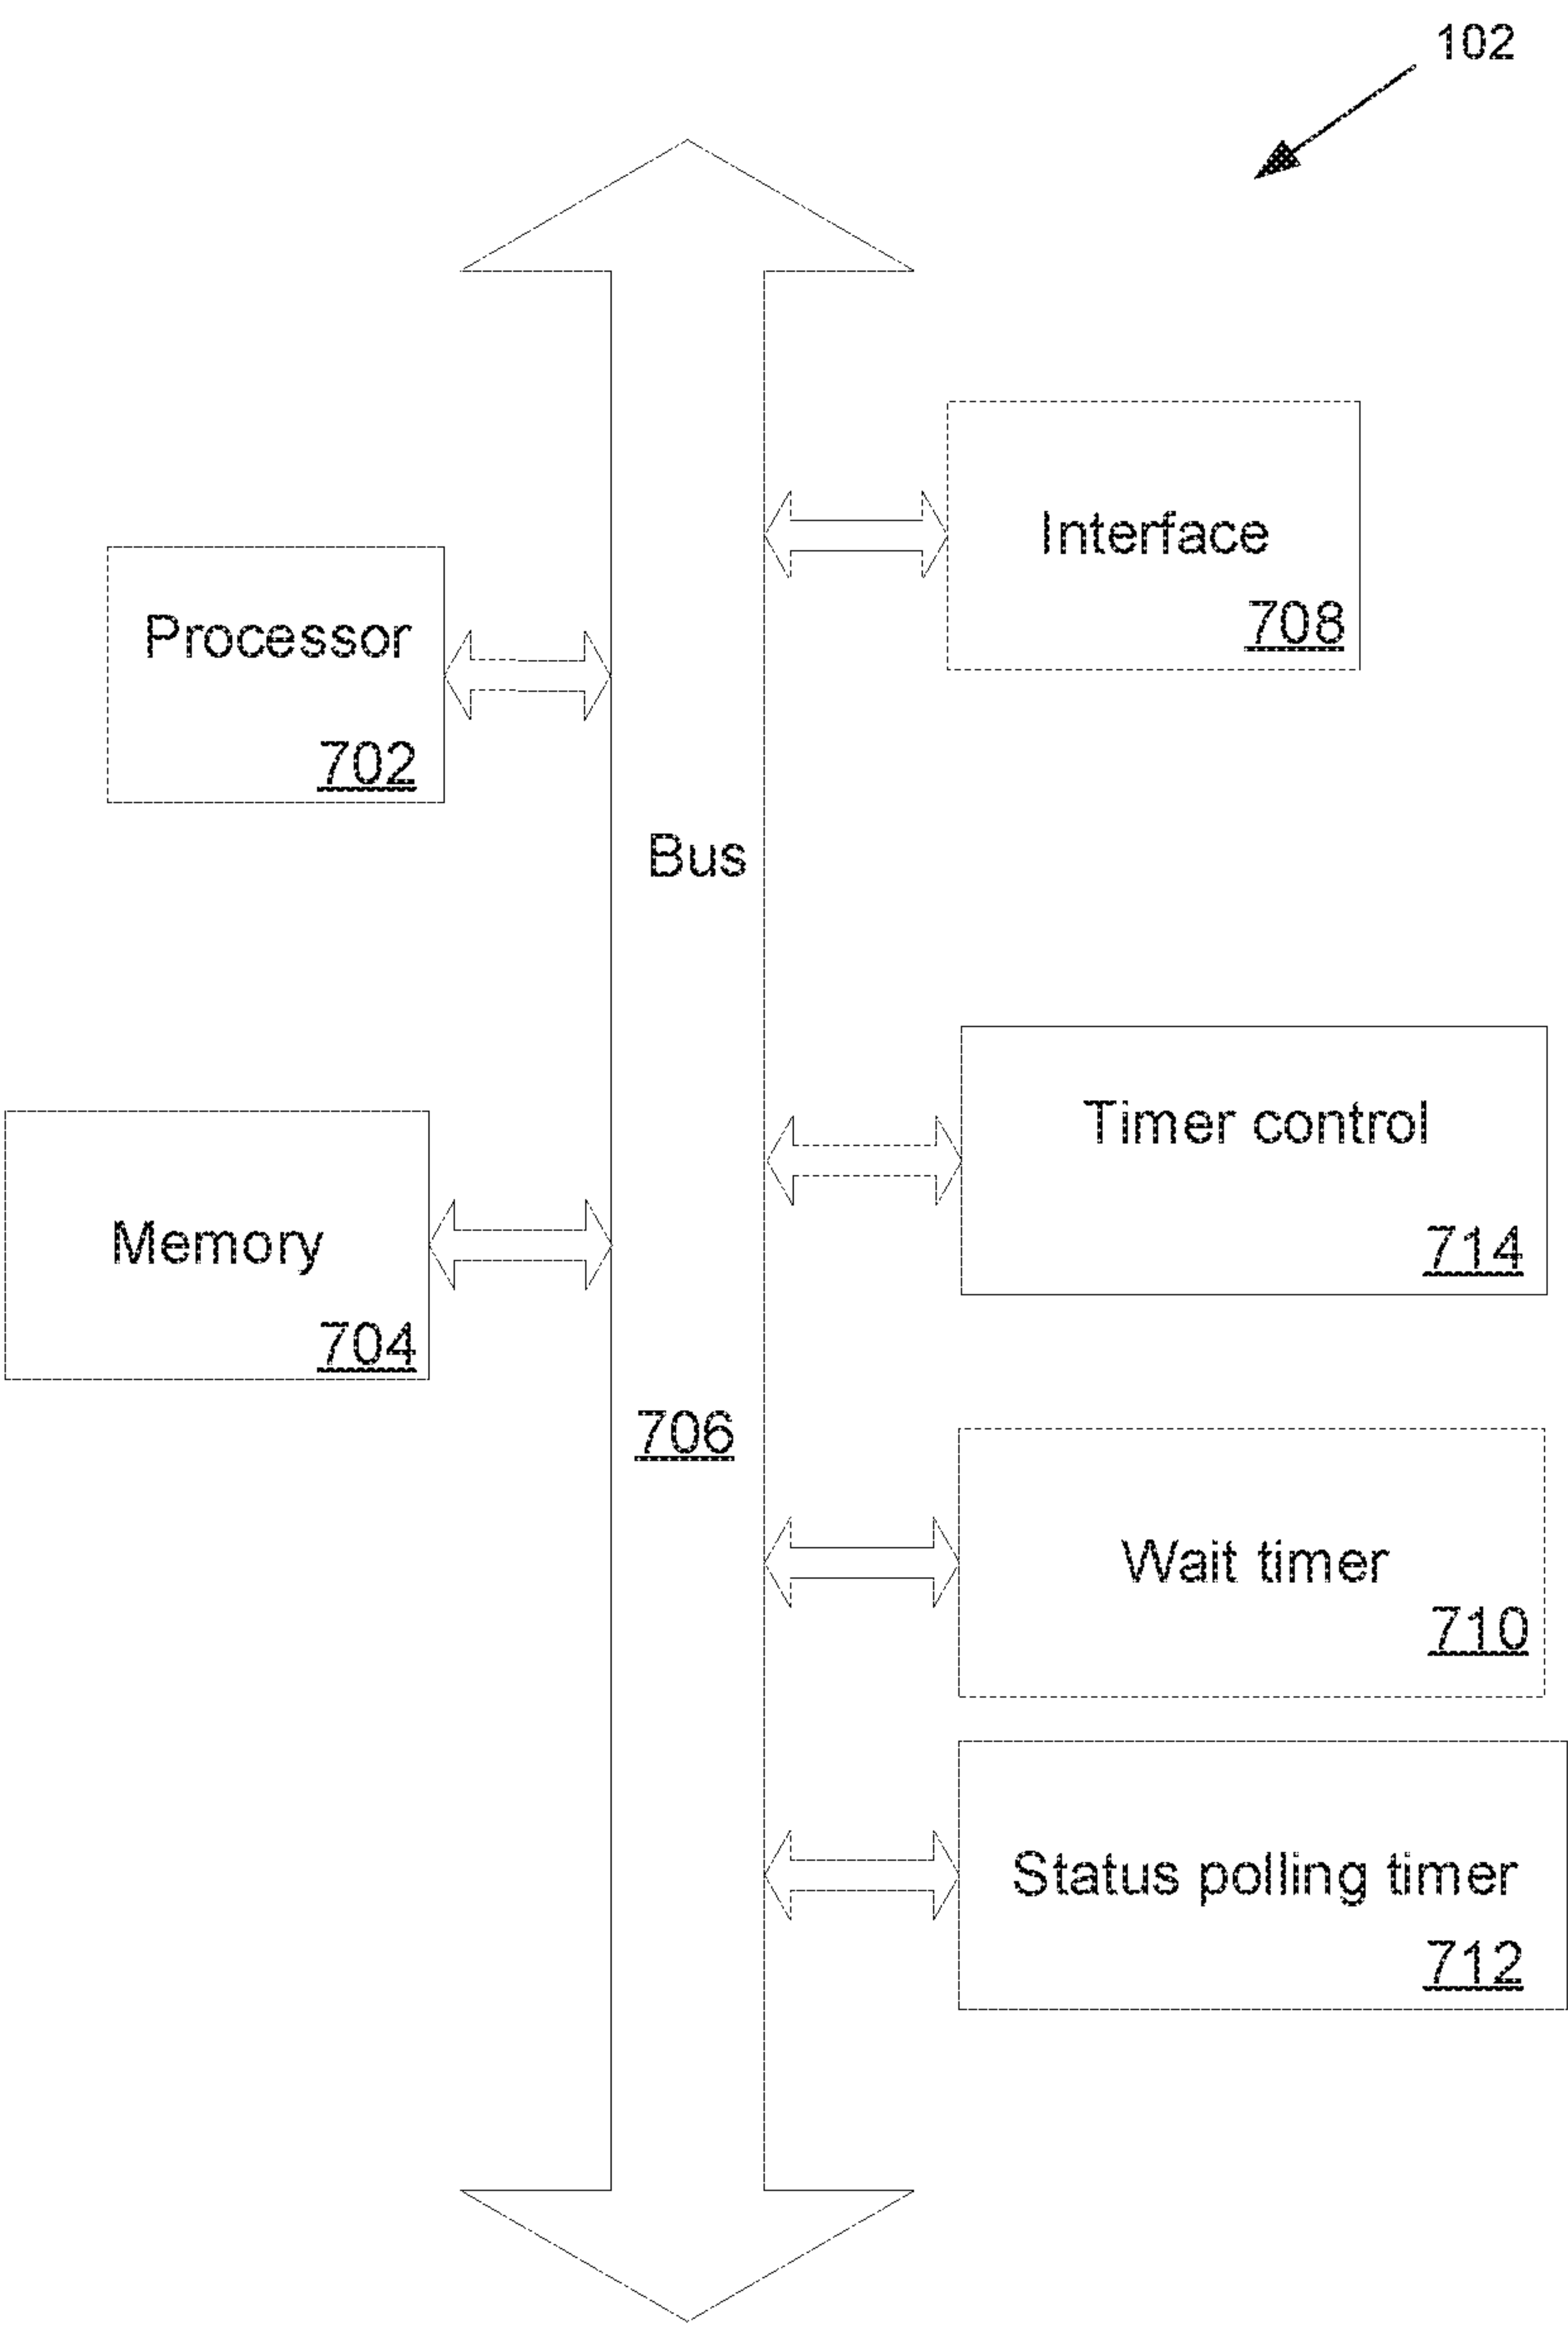 102
Interface
708
Processor
702
Bus
Timer control
714
Memory
704
706
Wait timer
710
Status polling timer
712